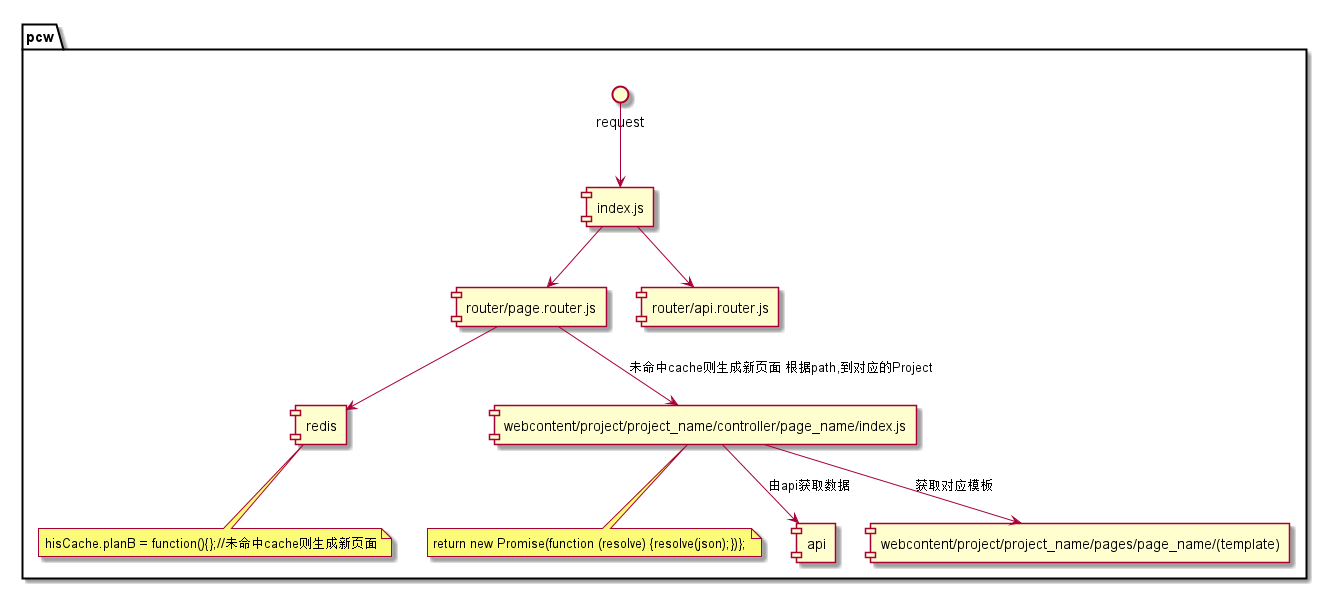 pcw
request
index.js
router/page.router.js
router/api.router.js
未命中cache则生成新页面 根据path,到对应的Project
redis
webcontent/project/project_name/controller/page_name/index.js
由api获取数据
获取对应模板
hisCache.planB = function(){};//未命中cache则生成新页面
return new Promise(function (resolve) {resolve(json);})};
api
webcontent/project/project_name/pages/page_name/(template)